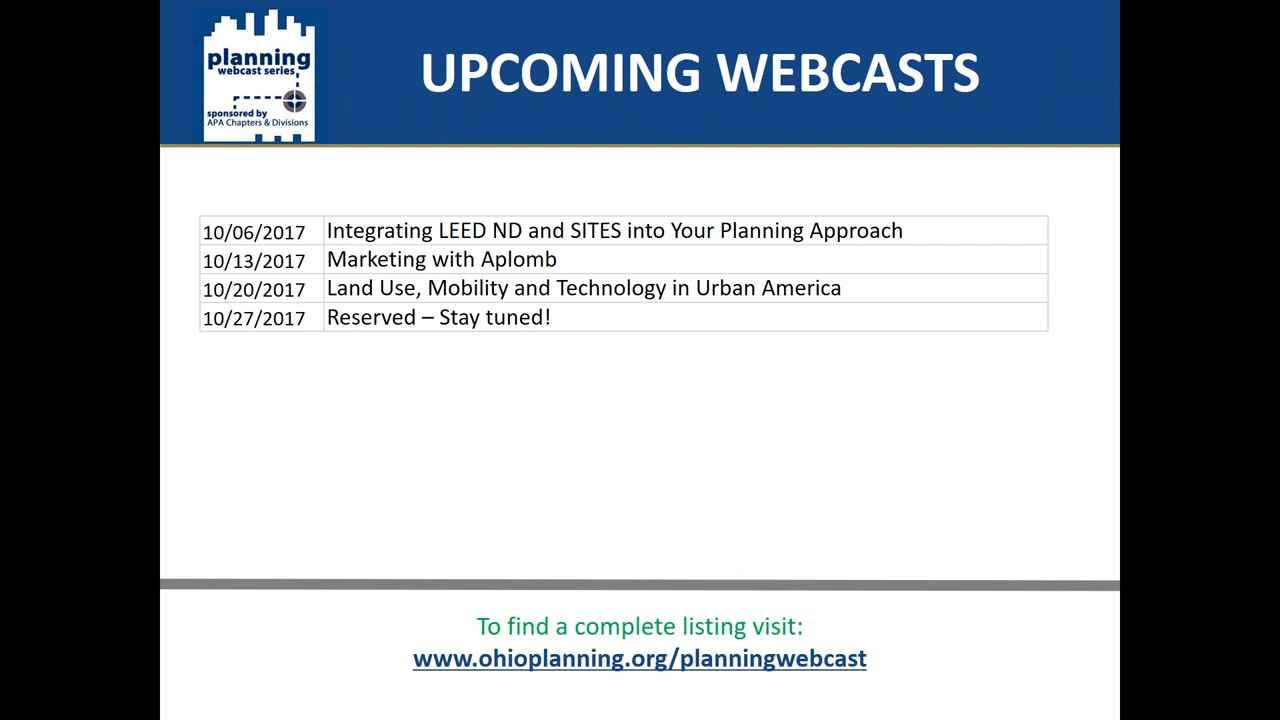 planning
webcast series
sponsored by
APA Chapters & Divisions
UPCOMING WEBCASTS
10/06/2017 Integrating LEED ND and SITES into Your Planning Approach
10/13/2017 Marketing with Aplomb
10/20/2017 Land Use, Mobility and Technology in Urban America
10/27/2017 Reserved – Stay tuned!
To find a complete listing visit:
www.ohioplanning.org/planningwebcast